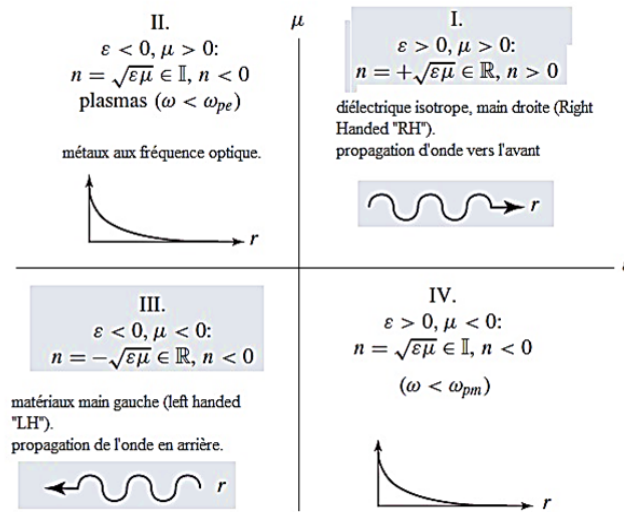 II.
ε < 0, μ > 0:
n = √εμ ∈ 𝕀, n < 0
plasmas (ω < ωpe)
métaux aux fréquence optique.
r
μ
I.
ε > 0, μ > 0:
n = +√εμ ∈ ℝ, n > 0
diélectrique isotrope, main droite (Right
Handed "RH").
propagation d'onde vers l'avant
r
III.
ε < 0, μ < 0:
n = −√εμ ∈ ℝ, n < 0
matériaux main gauche (left handed
"LH").
propagation de l'onde en arrière.
r
IV.
ε > 0, μ < 0:
n = √εμ ∈ 𝕀, n < 0
(ω < ωpm)
r